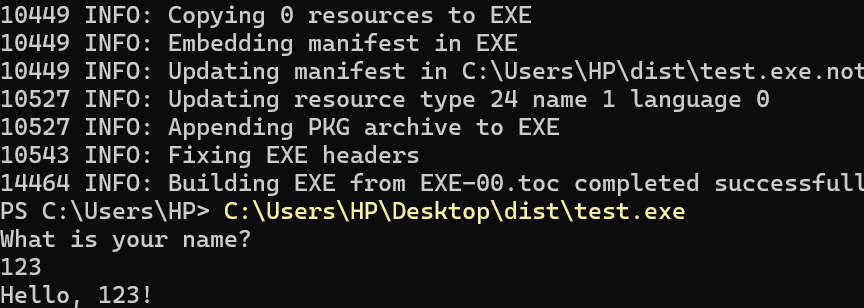 10449 INFO: Copying 0 resources to EXE
10449 INFO: Embedding manifest in EXE
10449 INFO: Updating manifest in C:\Users\HP\dist\test.exe.not
10527 INFO: Updating resource type 24 name 1 language 0
10527 INFO: Appending PKG archive to EXE
10543 INFO: Fixing EXE headers
14464 INFO: Building EXE from EXE-00.toc completed successfull
PS C:\Users\HP> C:\Users\HP\Desktop\dist\test.exe
What is your name?
123
Hello, 123!